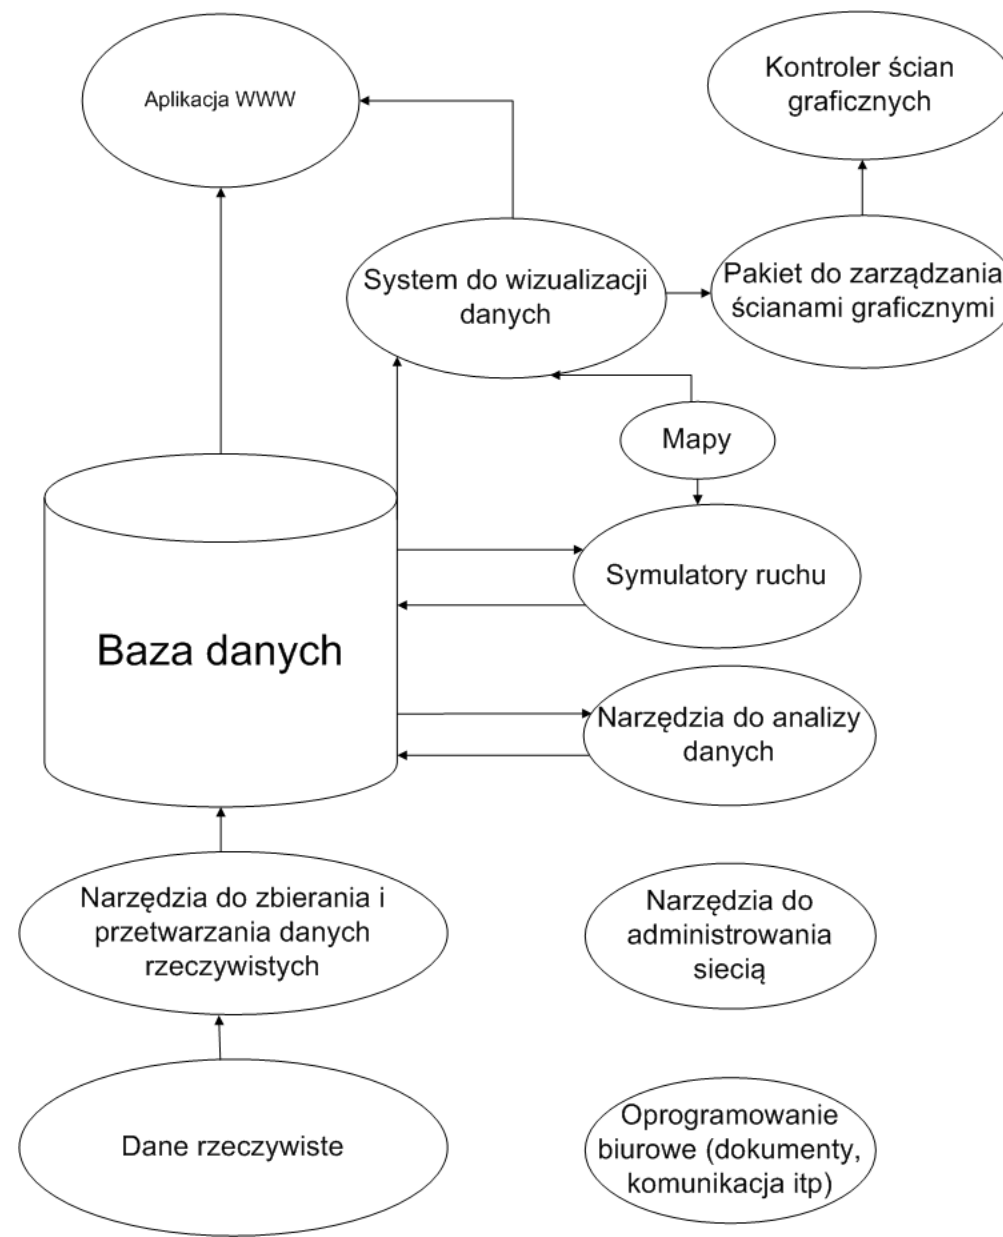 Aplikacja WWW
Kontroler ścian
graficznych
System do wizualizacji
danych
Pakiet do zarządzania
ścianami graficznymi
Mapy
Symulatory ruchu
Baza danych
Narzędzia do analizy
danych
Narzędzia do zbierania i
przetwarzania danych
rzeczywistych
Narzędzia do
administrowania
siecią
Dane rzeczywiste
Oprogramowanie
biurowe (dokumenty,
komunikacja itp)